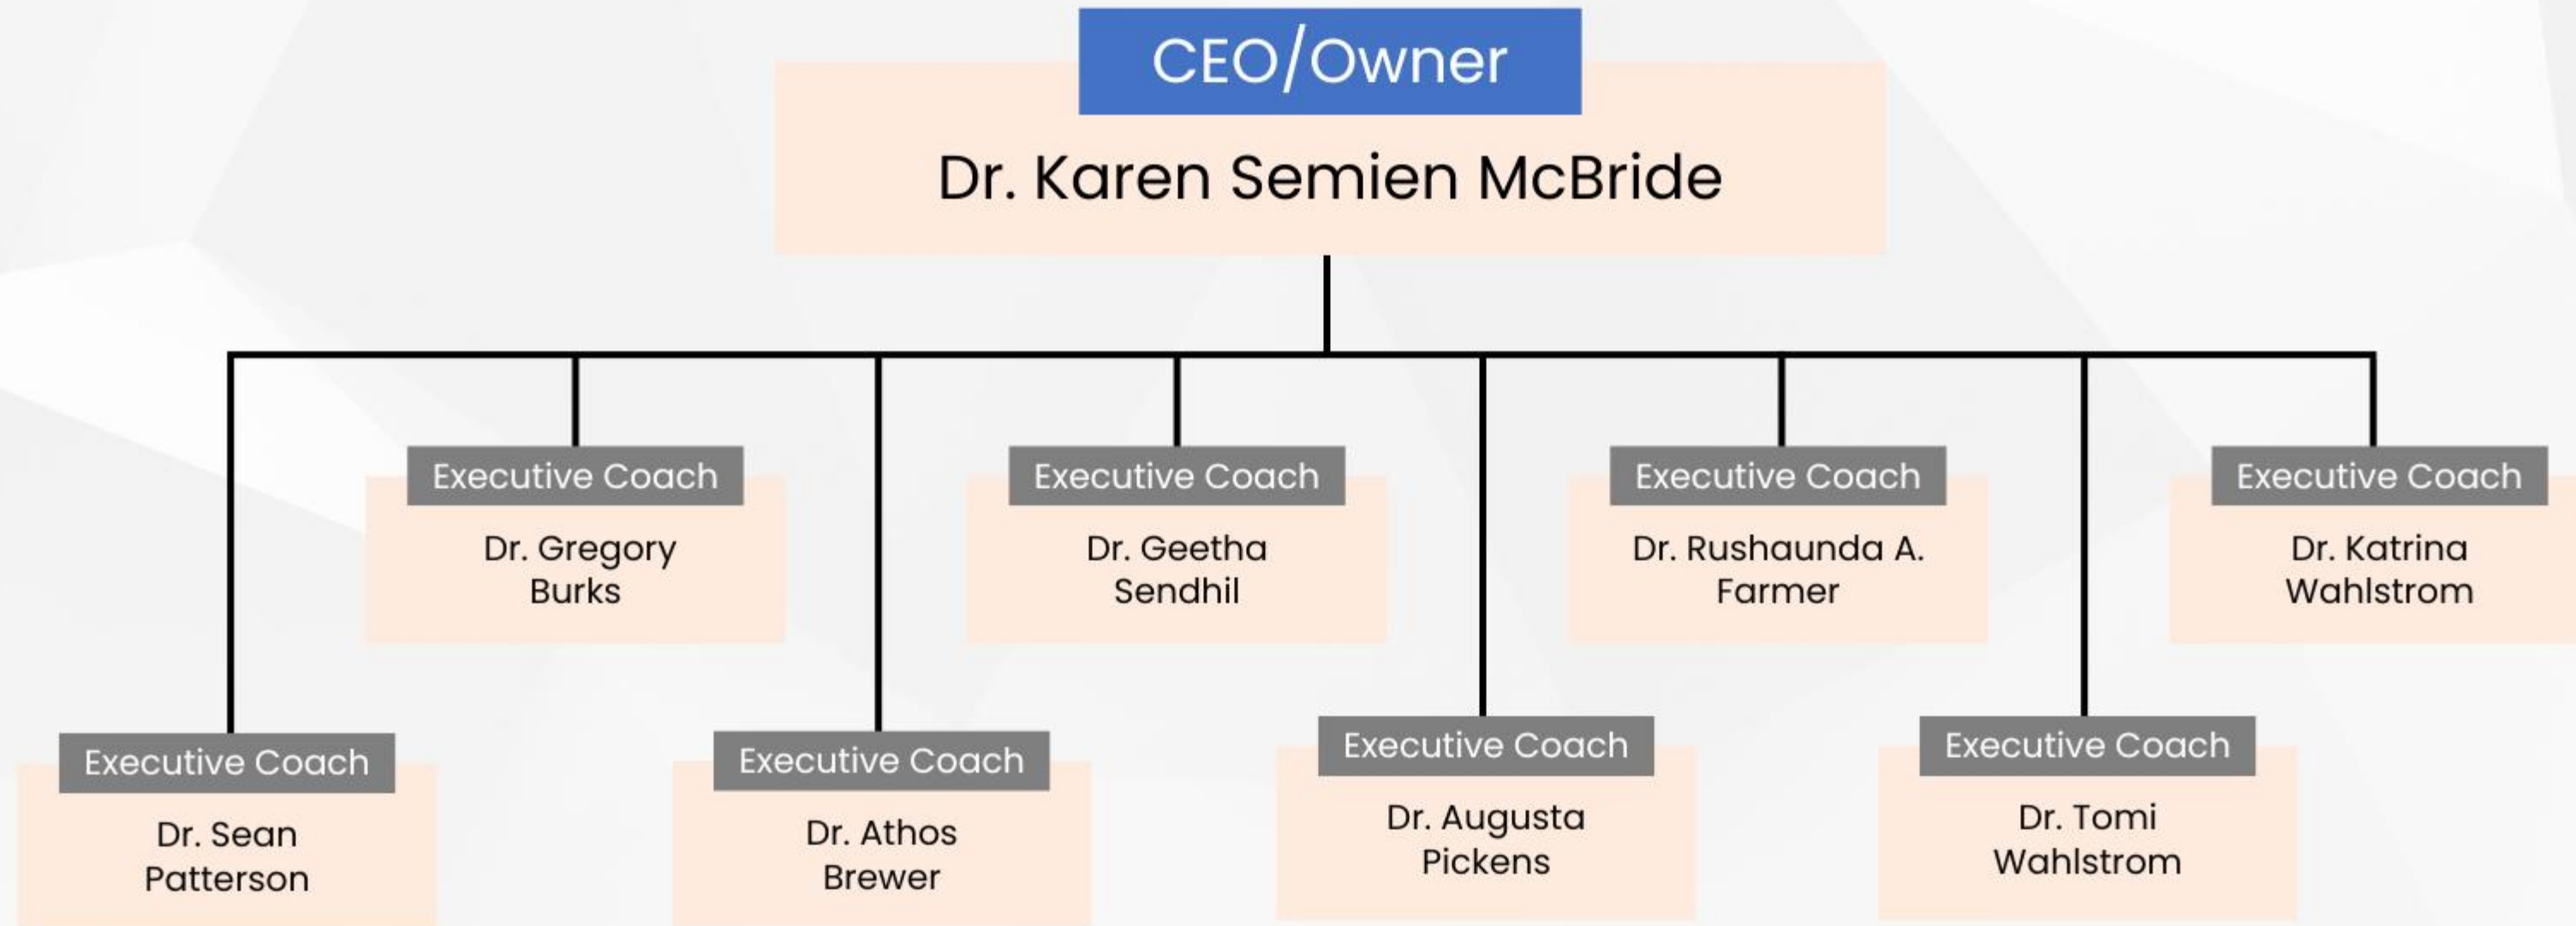 CEO/Owner
Dr. Karen Semien McBride
Executive Coach
Dr. Gregory
Burks
Executive Coach
Dr. Geetha
Sendhil
Executive Coach
Dr. Rushaunda A.
Farmer
Executive Coach
Dr. Katrina
Wahlstrom
Executive Coach
Dr. Sean
Patterson
Executive Coach
Dr. Athos
Brewer
Executive Coach
Dr. Augusta
Pickens
Executive Coach
Dr. Tomi
Wahlstrom